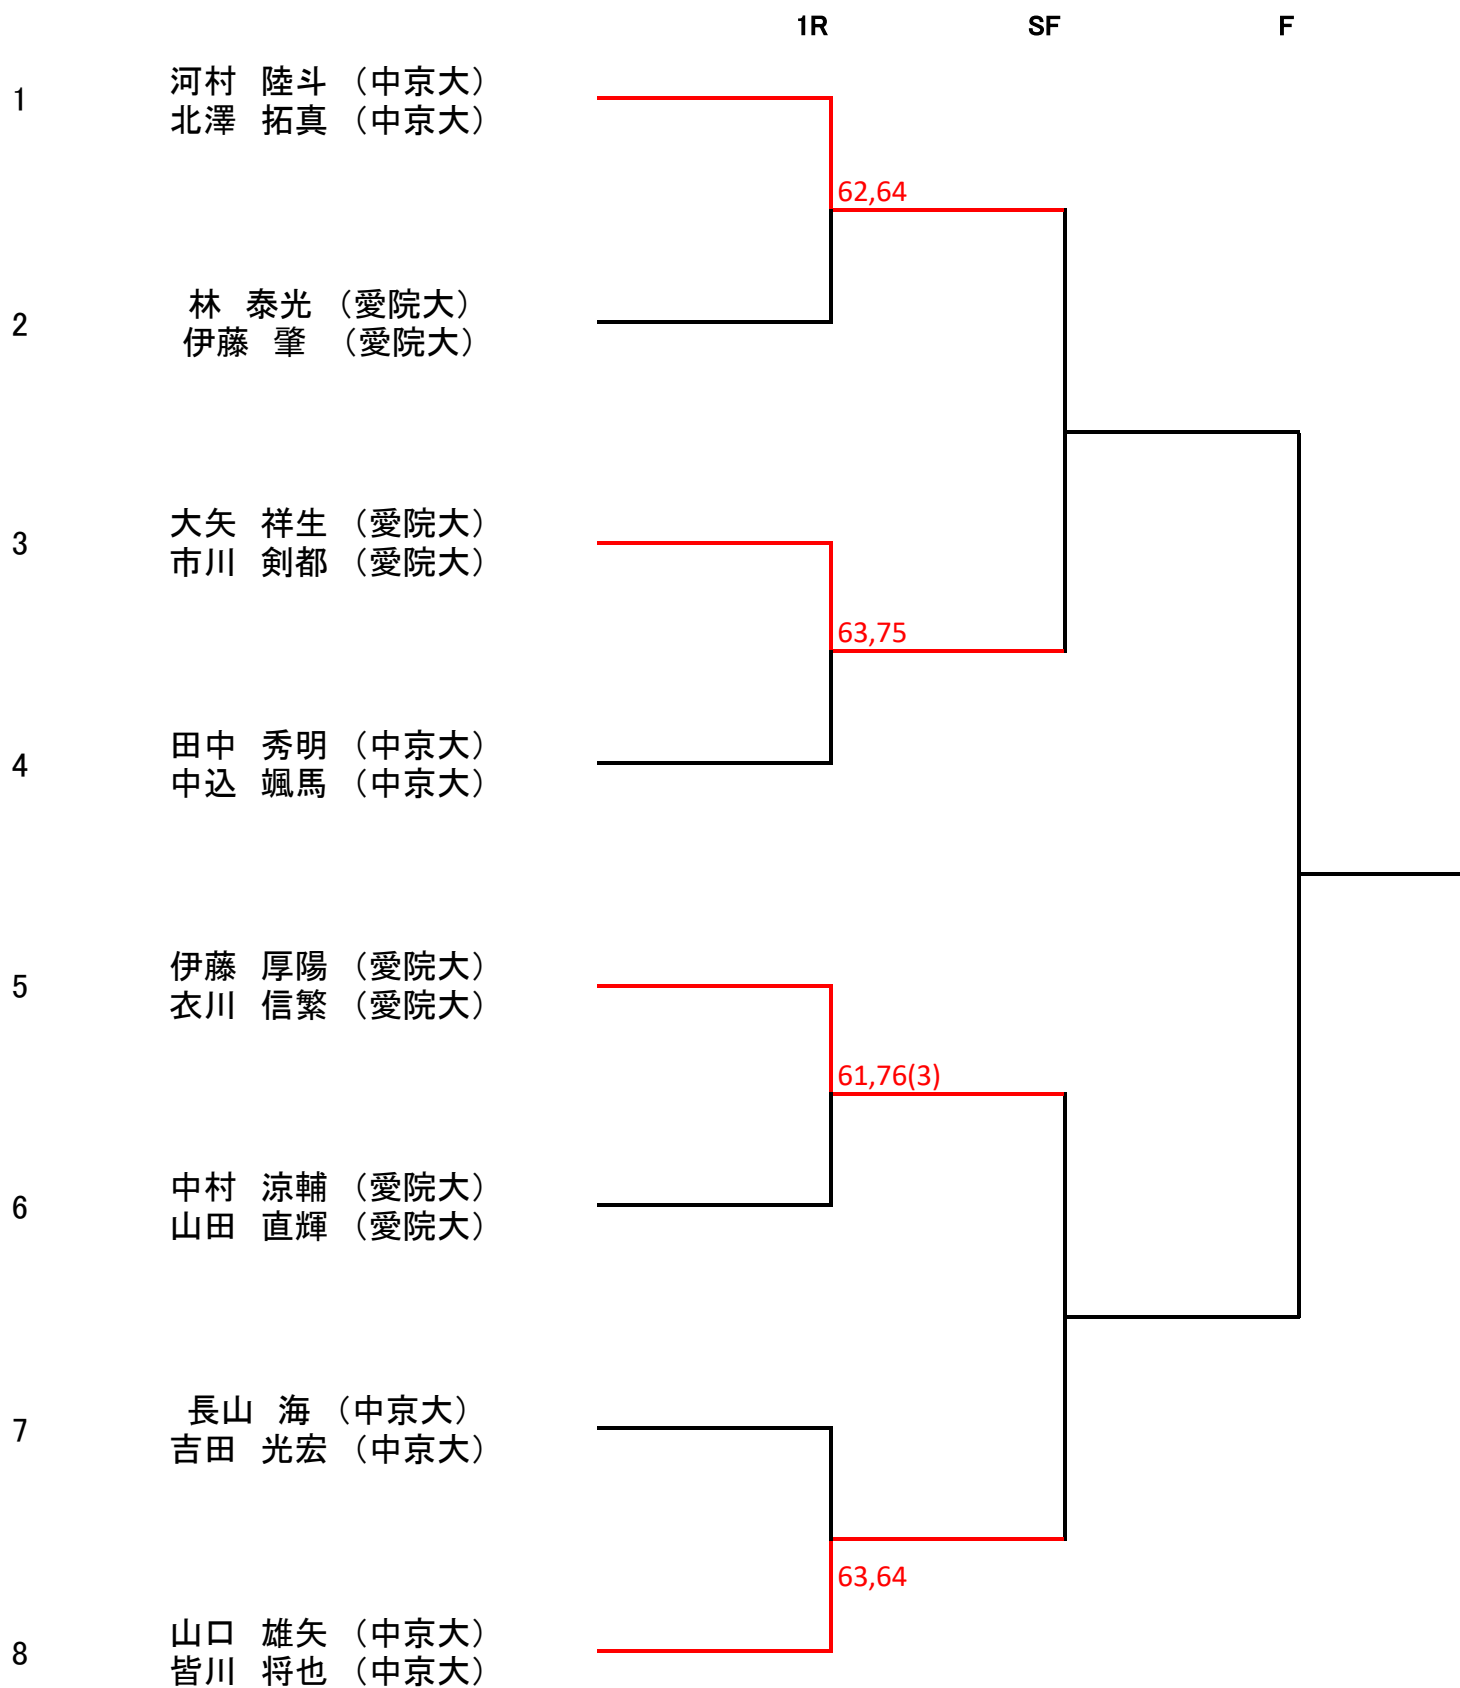 1R SF F
1 河村 陸斗 （中京大）
北澤 拓真 （中京大）
62,64
2 林 泰光 （愛院大）
伊藤 肇 （愛院大）
3 大矢 祥生 （愛院大）
市川 剣都 （愛院大）
63,75
4 田中 秀明 （中京大）
中込 颯馬 （中京大）
5 伊藤 厚陽 （愛院大）
衣川 信繁 （愛院大）
61,76(3)
6 中村 涼輔 （愛院大）
山田 直輝 （愛院大）
7 長山 海 （中京大）
吉田 光宏 （中京大）
63,64
8 山口 雄矢 （中京大）
皆川 将也 （中京大）